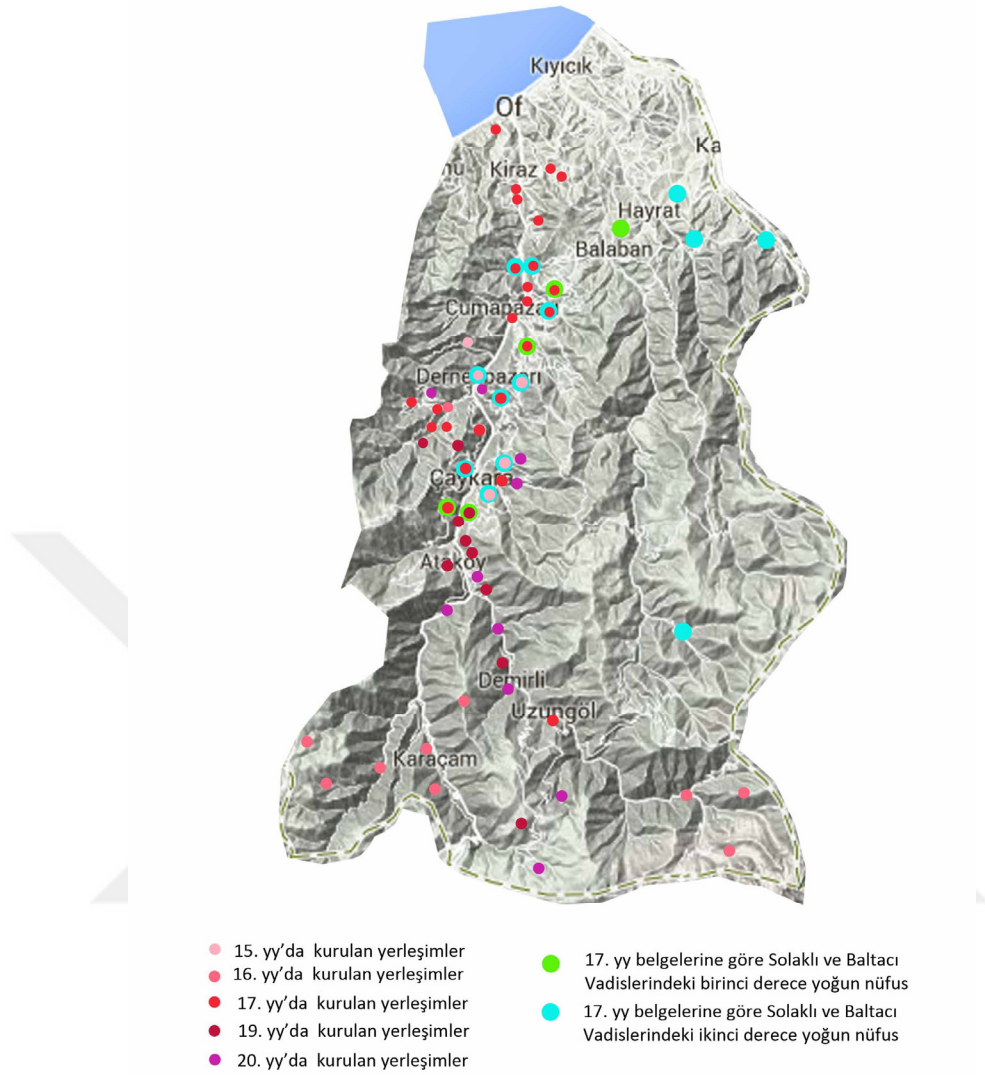 Kıyıcık
Of
Ka
nu
Kiraz
Hayrat
Balaban
Cumapazarı
Dernekpazarı
Çaykara
Ataköy
Demirli
Uzungöl
Karaçam
15. yy’da kurulan yerleşimler
16. yy’da kurulan yerleşimler
17. yy’da kurulan yerleşimler
19. yy’da kurulan yerleşimler
20. yy’da kurulan yerleşimler
17. yy belgelerine göre Solaklı ve Baltacı
Vadislerindeki birinci derece yoğun nüfus
17. yy belgelerine göre Solaklı ve Baltacı
Vadislerindeki ikinci derece yoğun nüfus